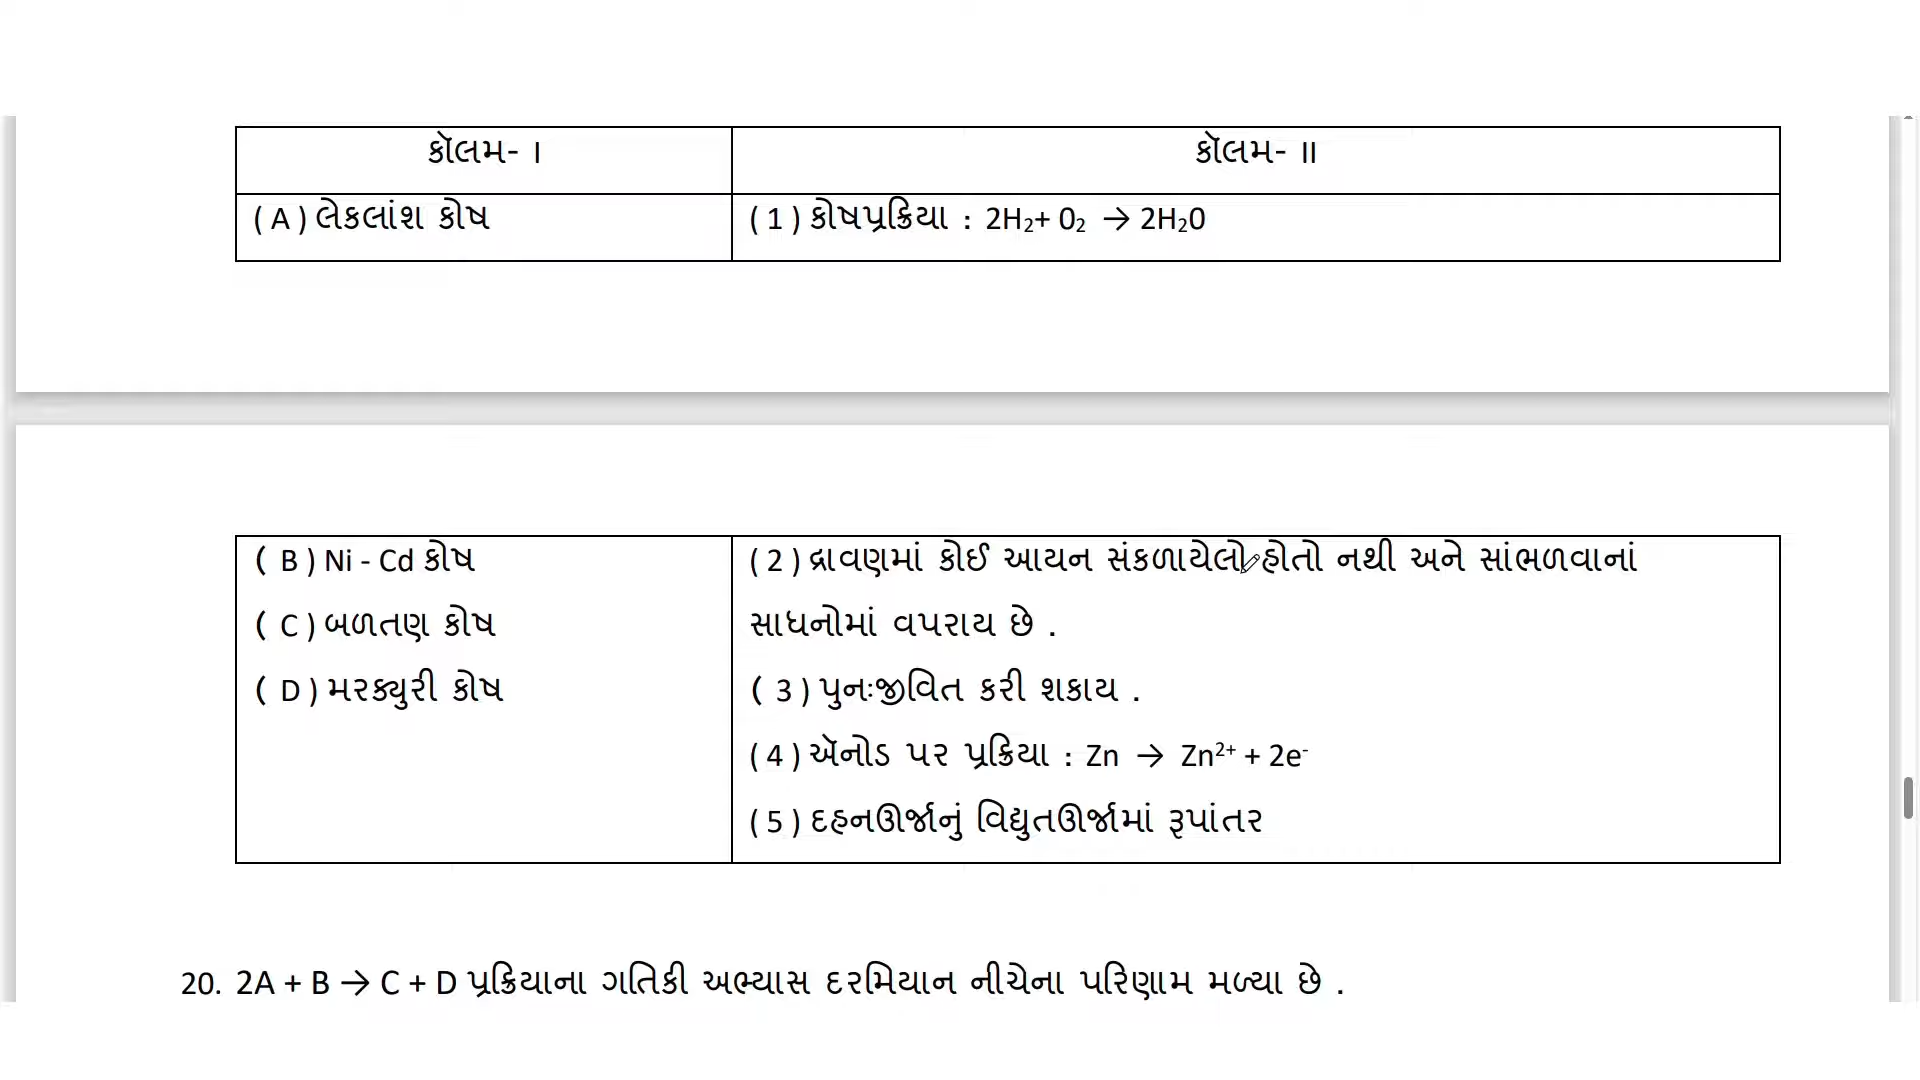 કૉલમ- I કૉલમ- II
( A ) લેકલાંશ કોષ ( 1 ) કોષપ્રક્રિયા : 2H₂+ 0₂ → 2H₂0
( B ) Ni - Cd કોષ ( 2 ) દ્રાવણમાં કોઈ આયન સંકળાયેલો હોતો નથી અને સાંભળવાનાં
( C ) બળતણ કોષ સાધનોમાં વપરાય છે .
( D ) મરક્યુરી કોષ ( 3 ) પુનઃજીવિત કરી શકાય .
( 4 ) ઍનોડ પર પ્રક્રિયા : Zn → Zn²⁺ + 2e⁻
( 5 ) દહનઊર્જાનું વિદ્યુતઊર્જામાં રૂપાંતર
20. 2A + B → C + D પ્રક્રિયાના ગતિકી અભ્યાસ દરમિયાન નીચેના પરિણામ મળ્યા છે .